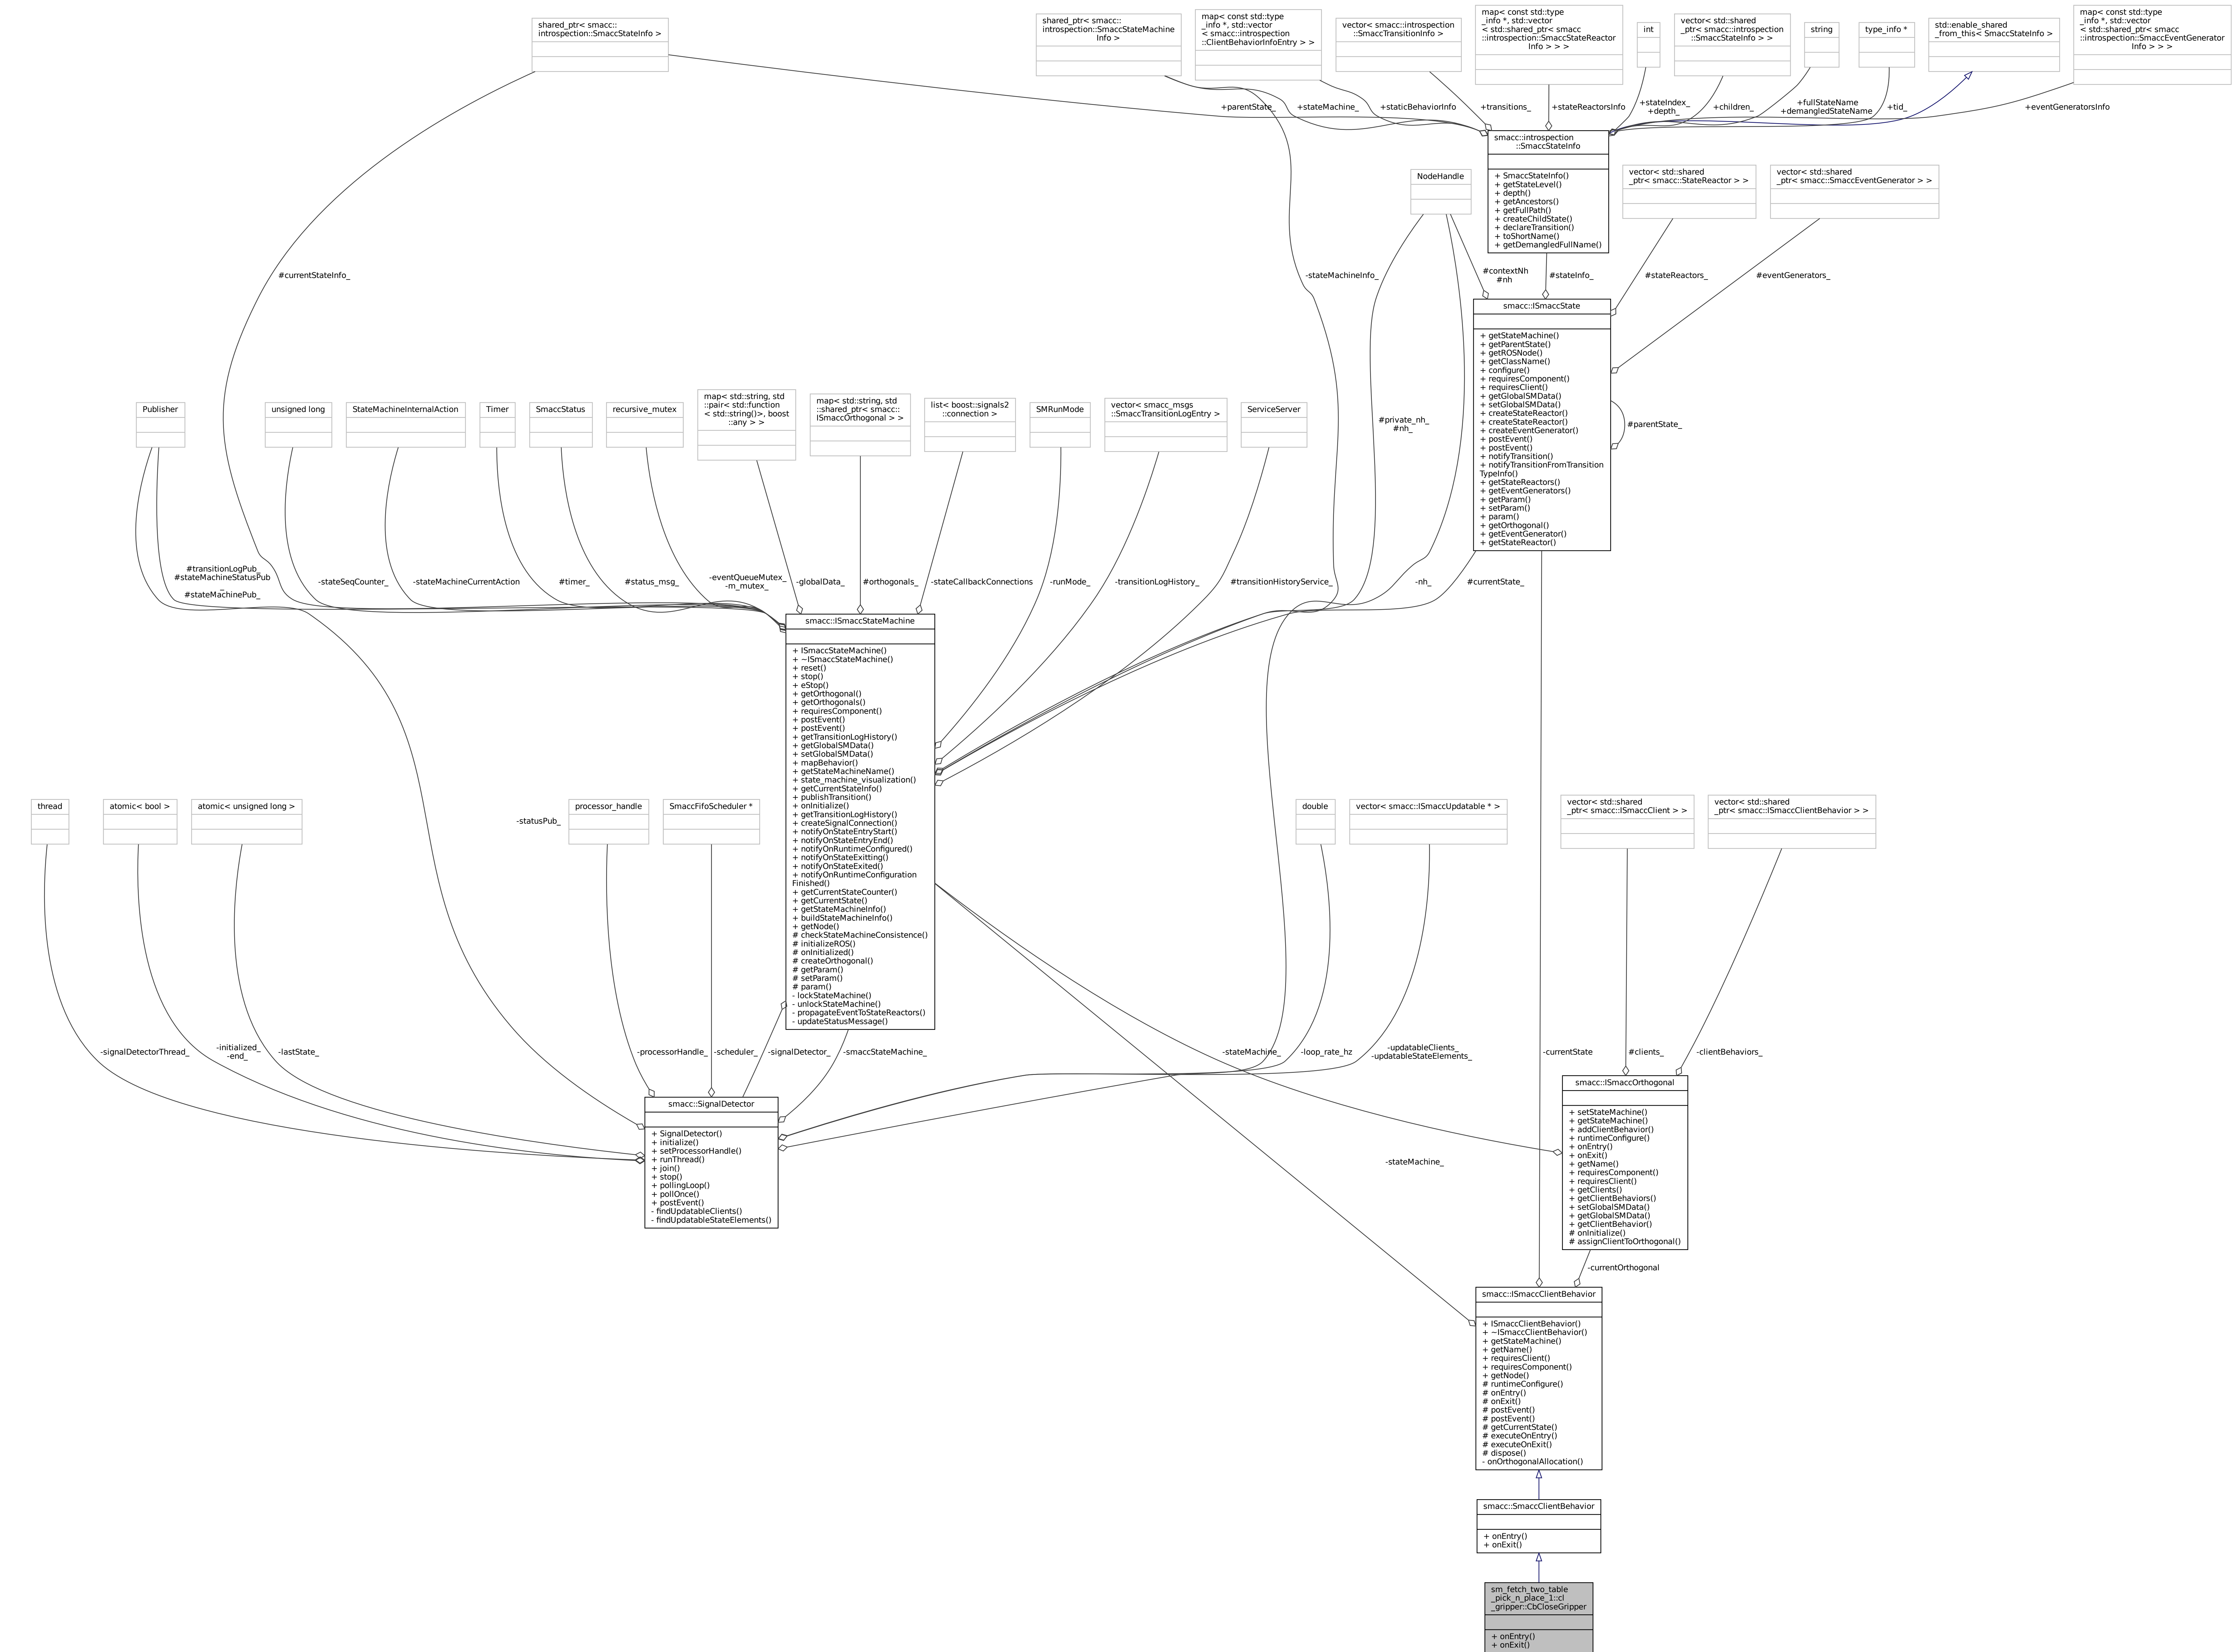 shared_ptr< smacc::
introspection::SmaccStateInfo >
shared_ptr< smacc::
introspection::SmaccStateMachine
Info >
map< const std::type
_info *, std::vector
< smacc::introspection
::ClientBehaviorInfoEntry > >
vector< smacc::introspection
::SmaccTransitionInfo >
map< const std::type
_info *, std::vector
< std::shared_ptr< smacc
::introspection::SmaccStateReactor
Info > > >
int
vector< std::shared
_ptr< smacc::introspection
::SmaccStateInfo > >
string
type_info *
std::enable_shared
_from_this< SmaccStateInfo >
map< const std::type
_info *, std::vector
< std::shared_ptr< smacc
::introspection::SmaccEventGenerator
Info > > >
+parentState_
+stateMachine_
+staticBehaviorInfo
+transitions_
+stateReactorsInfo
+stateIndex_
+depth_
+children_
+fullStateName
+demangledStateName
+tid_
+eventGeneratorsInfo
smacc::introspection
::SmaccStateInfo
+ SmaccStateInfo()
+ getStateLevel()
+ depth()
+ getAncestors()
+ getFullPath()
+ createChildState()
+ declareTransition()
+ toShortName()
+ getDemangledFullName()
NodeHandle
vector< std::shared
_ptr< smacc::StateReactor > >
vector< std::shared
_ptr< smacc::SmaccEventGenerator > >
#currentStateInfo_
-stateMachineInfo_
#contextNh
#nh
#stateInfo_
#stateReactors_
#eventGenerators_
smacc::ISmaccState
+ getStateMachine()
+ getParentState()
+ getROSNode()
+ getClassName()
+ configure()
+ requiresComponent()
+ requiresClient()
+ getGlobalSMData()
+ setGlobalSMData()
+ createStateReactor()
+ createStateReactor()
+ createEventGenerator()
+ postEvent()
+ postEvent()
+ notifyTransition()
+ notifyTransitionFromTransition
TypeInfo()
+ getStateReactors()
+ getEventGenerators()
+ getParam()
+ setParam()
+ param()
+ getOrthogonal()
+ getEventGenerator()
+ getStateReactor()
#parentState_
Publisher
unsigned long
StateMachineInternalAction
Timer
SmaccStatus
recursive_mutex
map< std::string, std
::pair< std::function
< std::string()>, boost
::any > >
map< std::string, std
::shared_ptr< smacc::
ISmaccOrthogonal > >
list< boost::signals2
::connection >
SMRunMode
vector< smacc_msgs
::SmaccTransitionLogEntry >
ServiceServer
#private_nh_
#nh_
#transitionLogPub_
#stateMachineStatusPub
_
#stateMachinePub_
-stateSeqCounter_
-stateMachineCurrentAction
#timer_
#status_msg_
-eventQueueMutex_
-m_mutex_
-globalData_
#orthogonals_
-stateCallbackConnections
-runMode_
-transitionLogHistory_
#transitionHistoryService_
-nh_
#currentState_
smacc::ISmaccStateMachine
+ ISmaccStateMachine()
+ ~ISmaccStateMachine()
+ reset()
+ stop()
+ eStop()
+ getOrthogonal()
+ getOrthogonals()
+ requiresComponent()
+ postEvent()
+ postEvent()
+ getTransitionLogHistory()
+ getGlobalSMData()
+ setGlobalSMData()
+ mapBehavior()
+ getStateMachineName()
+ state_machine_visualization()
+ getCurrentStateInfo()
+ publishTransition()
+ onInitialize()
+ getTransitionLogHistory()
+ createSignalConnection()
+ notifyOnStateEntryStart()
+ notifyOnStateEntryEnd()
+ notifyOnRuntimeConfigured()
+ notifyOnStateExitting()
+ notifyOnStateExited()
+ notifyOnRuntimeConfiguration
Finished()
+ getCurrentStateCounter()
+ getCurrentState()
+ getStateMachineInfo()
+ buildStateMachineInfo()
+ getNode()
# checkStateMachineConsistence()
# initializeROS()
# onInitialized()
# createOrthogonal()
# getParam()
# setParam()
# param()
- lockStateMachine()
- unlockStateMachine()
- propagateEventToStateReactors()
- updateStatusMessage()
thread
atomic< bool >
atomic< unsigned long >
-statusPub_
processor_handle
SmaccFifoScheduler *
double
vector< smacc::ISmaccUpdatable * >
vector< std::shared
_ptr< smacc::ISmaccClient > >
vector< std::shared
_ptr< smacc::ISmaccClientBehavior > >
-signalDetectorThread_
-initialized_
-end_
-lastState_
-processorHandle_
-scheduler_
-signalDetector_
-smaccStateMachine_
-stateMachine_
-loop_rate_hz
-updatableClients_
-updatableStateElements_
-currentState
#clients_
-clientBehaviors_
smacc::SignalDetector
+ SignalDetector()
+ initialize()
+ setProcessorHandle()
+ runThread()
+ join()
+ stop()
+ pollingLoop()
+ pollOnce()
+ postEvent()
- findUpdatableClients()
- findUpdatableStateElements()
smacc::ISmaccOrthogonal
+ setStateMachine()
+ getStateMachine()
+ addClientBehavior()
+ runtimeConfigure()
+ onEntry()
+ onExit()
+ getName()
+ requiresComponent()
+ requiresClient()
+ getClients()
+ getClientBehaviors()
+ setGlobalSMData()
+ getGlobalSMData()
+ getClientBehavior()
# onInitialize()
# assignClientToOrthogonal()
-stateMachine_
-currentOrthogonal
smacc::ISmaccClientBehavior
+ ISmaccClientBehavior()
+ ~ISmaccClientBehavior()
+ getStateMachine()
+ getName()
+ requiresClient()
+ requiresComponent()
+ getNode()
# runtimeConfigure()
# onEntry()
# onExit()
# postEvent()
# postEvent()
# getCurrentState()
# executeOnEntry()
# executeOnExit()
# dispose()
- onOrthogonalAllocation()
smacc::SmaccClientBehavior
+ onEntry()
+ onExit()
sm_fetch_two_table
_pick_n_place_1::cl
_gripper::CbCloseGripper
+ onEntry()
+ onExit()